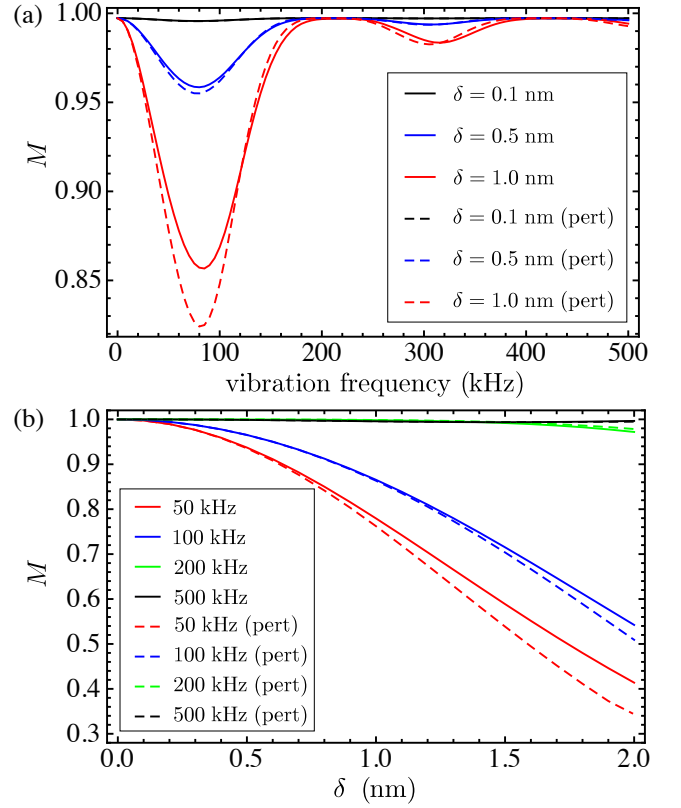 (a)
1.00
0.95
0.90
0.85
M
δ = 0.1 nm
δ = 0.5 nm
δ = 1.0 nm
δ = 0.1 nm (pert)
δ = 0.5 nm (pert)
δ = 1.0 nm (pert)
0 100 200 300 400 500
vibration frequency (kHz)
(b)
1.0
0.9
0.8
0.7
0.6
0.5
0.4
0.3
M
50 kHz
100 kHz
200 kHz
500 kHz
50 kHz (pert)
100 kHz (pert)
200 kHz (pert)
500 kHz (pert)
0.0 0.5 1.0 1.5 2.0
δ (nm)